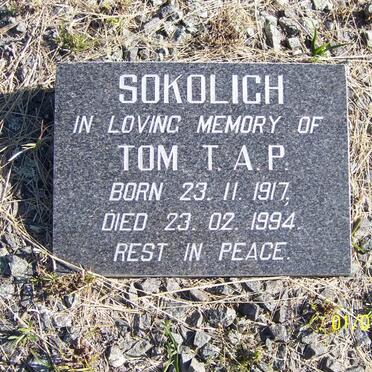 SOKOLICH
IN LOVING MEMORY OF
TOM T.A.P.
BORN 23.11.1917,
DIED 23.02.1994.
REST IN PEACE.